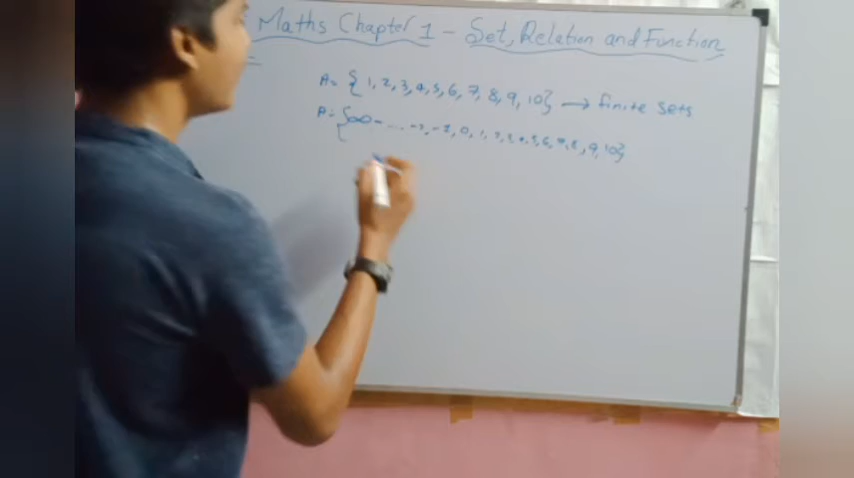 Maths Chapter 1 - Set, Relation and Function
A= {1, 2, 3, 4, 5, 6, 7, 8, 9, 10} → finite sets
A= {∞ - ... -2, -1, 0, 1, 2, 3, 4, 5, 6, 7, 8, 9, 10}